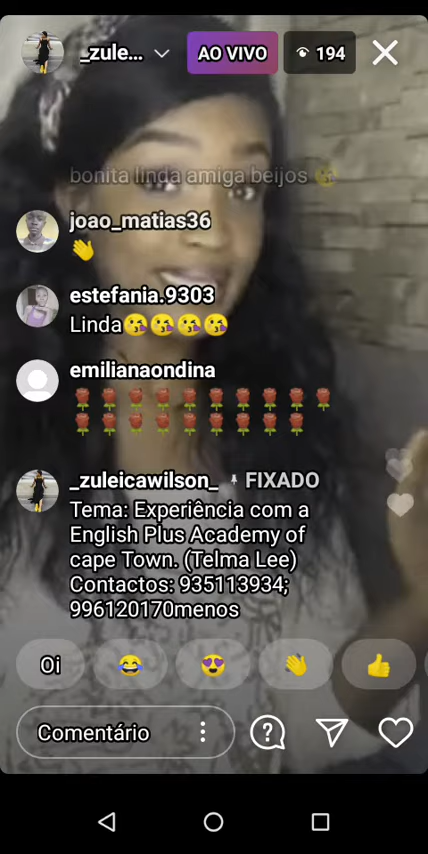 _zule...
AO VIVO
194
bonita linda amiga beijos 😘
joao_matias36
👋
estefania.9303
Linda😘😘😘😘
emilianaondina
🌹🌹🌹🌹🌹🌹🌹🌹🌹🌹
🌹🌹🌹🌹🌹🌹🌹🌹🌹
_zuleicawilson_ 📌 FIXADO
Tema: Experiência com a
English Plus Academy of
cape Town. (Telma Lee)
Contactos: 935113934;
996120170menos
Oi 😂 😍 👏 👍
Comentário